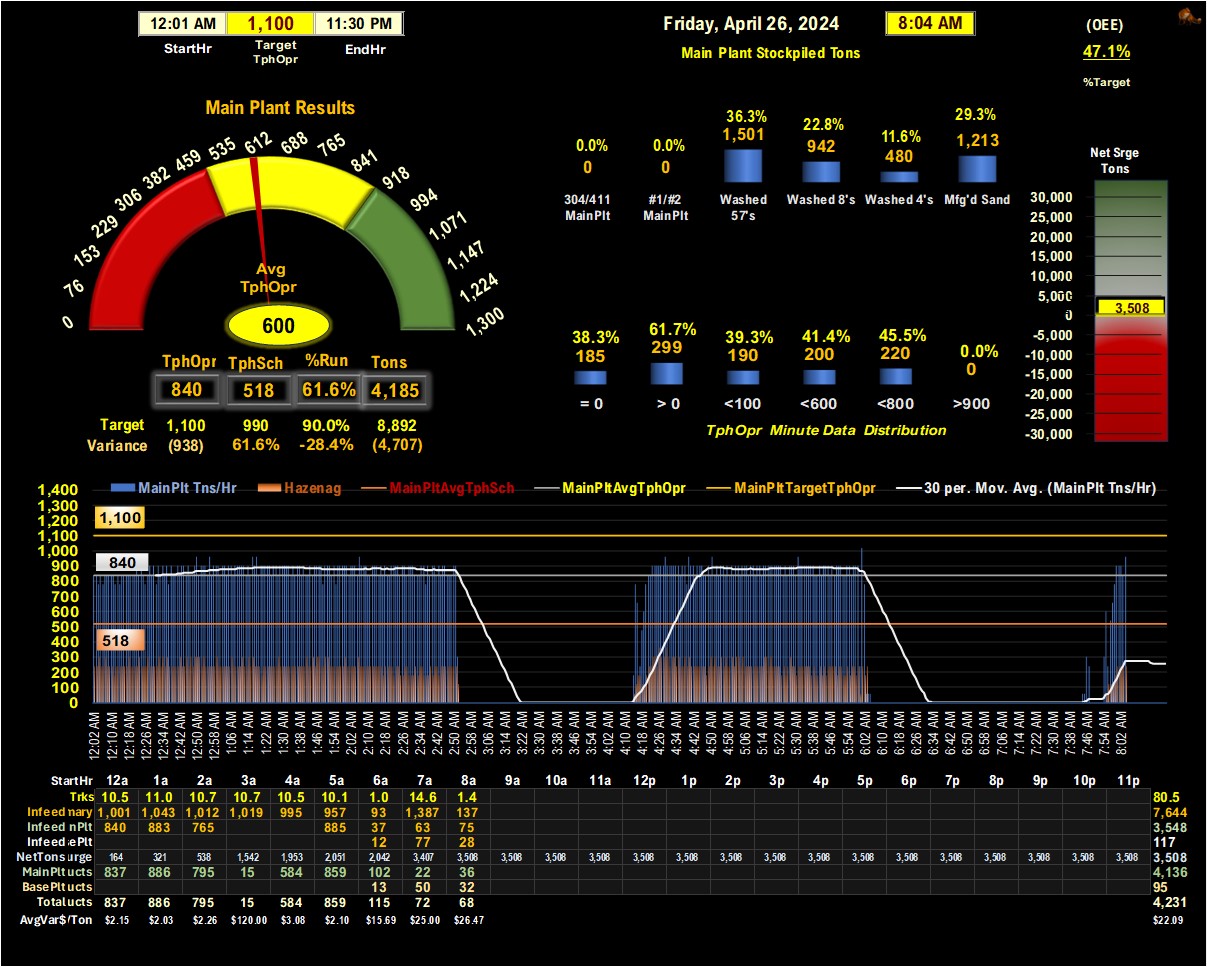 12:01 AM 1,100 11:30 PM
StartHr Target TphOpr EndHr
Friday, April 26, 2024 8:04 AM
Main Plant Stockpiled Tons
(OEE)
47.1%
%Target
Main Plant Results
0 76 153 229 306 382 459 535 612 688 765 841 918 994 1,071 1,147 1,224 1,300
Avg
TphOpr
600
TphOpr TphSch %Run Tons
840 518 61.6% 4,185
Target 1,100 990 90.0% 8,892
Variance (938) 61.6% -28.4% (4,707)
0.0% 0.0% 36.3% 22.8% 11.6% 29.3%
0 0 1,501 942 480 1,213
304/411 MainPlt #1/#2 MainPlt Washed 57's Washed 8's Washed 4's Mfg'd Sand
38.3% 61.7% 39.3% 41.4% 45.5% 0.0%
185 299 190 200 220 0
= 0 > 0 <100 <600 <800 >900
TphOpr Minute Data Distribution
Net Srge
Tons
30,000
25,000
20,000
15,000
10,000
5,000
3,508
0
-5,000
-10,000
-15,000
-20,000
-25,000
-30,000
MainPlt Tns/Hr Hazenag MainPltAvgTphSch MainPltAvgTphOpr MainPltTargetTphOpr 30 per. Mov. Avg. (MainPlt Tns/Hr)
1,400
1,300
1,200
1,100
1,000
900
800
700
600
500
400
300
200
100
0
1,100
840
518
12:02 AM 12:10 AM 12:18 AM 12:26 AM 12:34 AM 12:42 AM 12:50 AM 12:58 AM 1:06 AM 1:14 AM 1:22 AM 1:30 AM 1:38 AM 1:46 AM 1:54 AM 2:02 AM 2:10 AM 2:18 AM 2:26 AM 2:34 AM 2:42 AM 2:50 AM 2:58 AM 3:06 AM 3:14 AM 3:22 AM 3:30 AM 3:38 AM 3:46 AM 3:54 AM 4:02 AM 4:10 AM 4:18 AM 4:26 AM 4:34 AM 4:42 AM 4:50 AM 4:58 AM 5:06 AM 5:14 AM 5:22 AM 5:30 AM 5:38 AM 5:46 AM 5:54 AM 6:02 AM 6:10 AM 6:18 AM 6:26 AM 6:34 AM 6:42 AM 6:50 AM 6:58 AM 7:06 AM 7:14 AM 7:22 AM 7:30 AM 7:38 AM 7:46 AM 7:54 AM 8:02 AM
StartHr 12a 1a 2a 3a 4a 5a 6a 7a 8a 9a 10a 11a 12p 1p 2p 3p 4p 5p 6p 7p 8p 9p 10p 11p
Trks 10.5 11.0 10.7 10.7 10.5 10.1 1.0 14.6 1.4 80.5
Infeed mary 1,001 1,043 1,012 1,019 995 957 93 1,387 137 7,644
Infeed nPlt 840 883 765 885 37 63 75 3,548
Infeed ePlt 12 77 28 117
NetTons urge 164 321 538 1,542 1,953 2,051 2,042 3,407 3,508 3,508 3,508 3,508 3,508 3,508 3,508 3,508 3,508 3,508 3,508 3,508 3,508 3,508 3,508 3,508 3,508
MainPlt ucts 837 886 795 15 584 859 102 22 36 4,136
BasePlt ucts 13 50 32 95
Total ucts 837 886 795 15 584 859 115 72 68 4,231
AvgVar$/Ton $2.15 $2.03 $2.26 $120.00 $3.08 $2.10 $15.69 $25.00 $26.47 $22.09